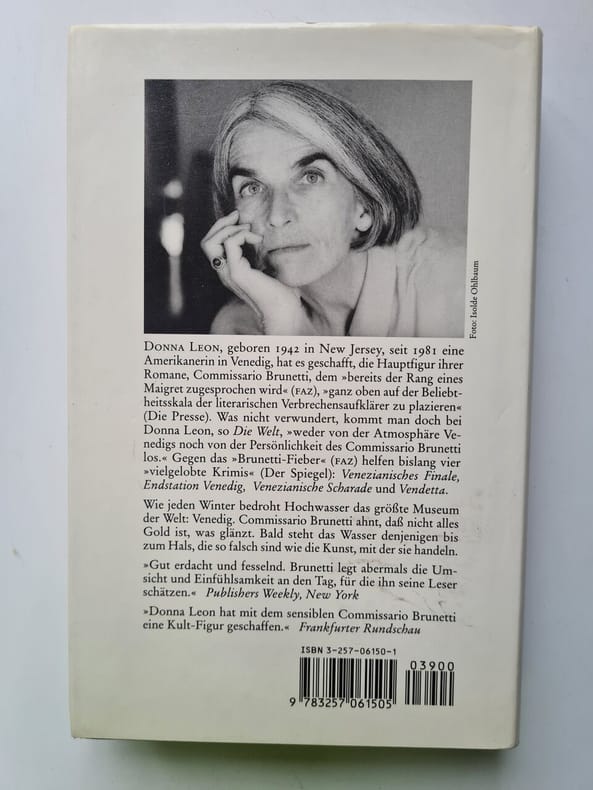 Foto: Isolde Ohlbaum
DONNA LEON, geboren 1942 in New Jersey, seit 1981 eine
Amerikanerin in Venedig, hat es geschafft, die Hauptfigur ihrer
Romane, Commissario Brunetti, dem »bereits der Rang eines
Maigret zugesprochen wird« (FAZ), »ganz oben auf der Beliebt-
heitsskala der literarischen Verbrechensaufklärer zu plazieren«
(Die Presse). Was nicht verwundert, kommt man doch bei
Donna Leon, so Die Welt, »weder von der Atmosphäre Ve-
nedigs noch von der Persönlichkeit des Commissario Brunetti
los.« Gegen das »Brunetti-Fieber« (FAZ) helfen bislang vier
»vielgelobte Krimis« (Der Spiegel): Venezianisches Finale,
Endstation Venedig, Venezianische Scharade und Vendetta.
Wie jeden Winter bedroht Hochwasser das größte Museum
der Welt: Venedig. Commissario Brunetti ahnt, daß nicht alles
Gold ist, was glänzt. Bald steht das Wasser denjenigen bis
zum Hals, die so falsch sind wie die Kunst, mit der sie handeln.
»Gut erdacht und fesselnd. Brunetti legt abermals die Um-
sicht und Einfühlsamkeit an den Tag, für die ihn seine Leser
schätzen.« Publishers Weekly, New York
»Donna Leon hat mit dem sensiblen Commissario Brunetti
eine Kult-Figur geschaffen.« Frankfurter Rundschau
ISBN 3-257-06150-1
03900
9 783257 061505